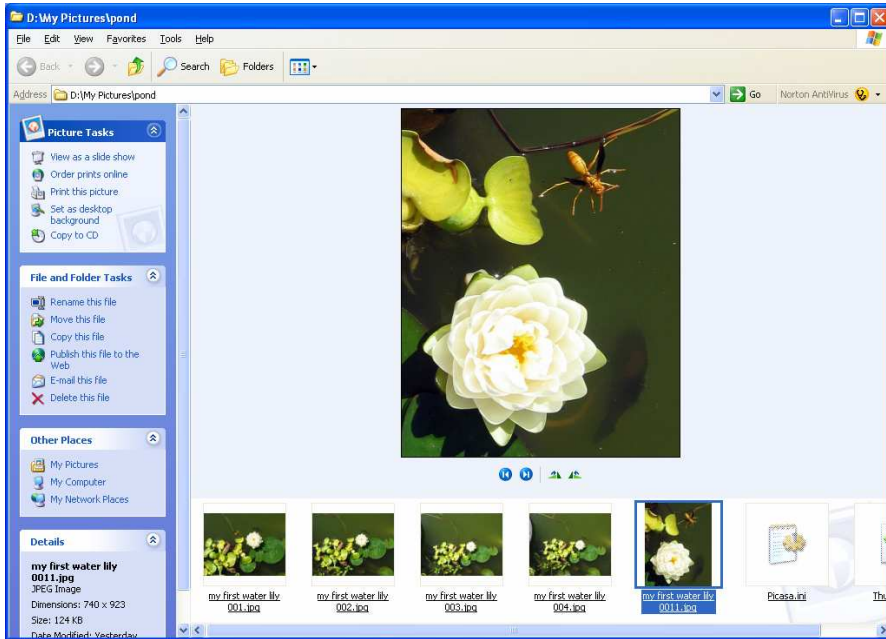 D:\My Pictures\pond
File Edit View Favorites Tools Help
Back Search Folders
Address D:\My Pictures\pond Go Norton AntiVirus
Picture Tasks
View as a slide show
Order prints online
Print this picture
Set as desktop
background
Copy to CD
File and Folder Tasks
Rename this file
Move this file
Copy this file
Publish this file to the
Web
E-mail this file
Delete this file
Other Places
My Pictures
My Computer
My Network Places
Details
my first water lily
0011.jpg
JPEG Image
Dimensions: 740 x 923
Size: 124 KB
Date Modified: Yesterday
my first water lily
001.jpg
my first water lily
002.jpg
my first water lily
003.jpg
my first water lily
004.jpg
my first water lily
0011.jpg
Picasa.ini